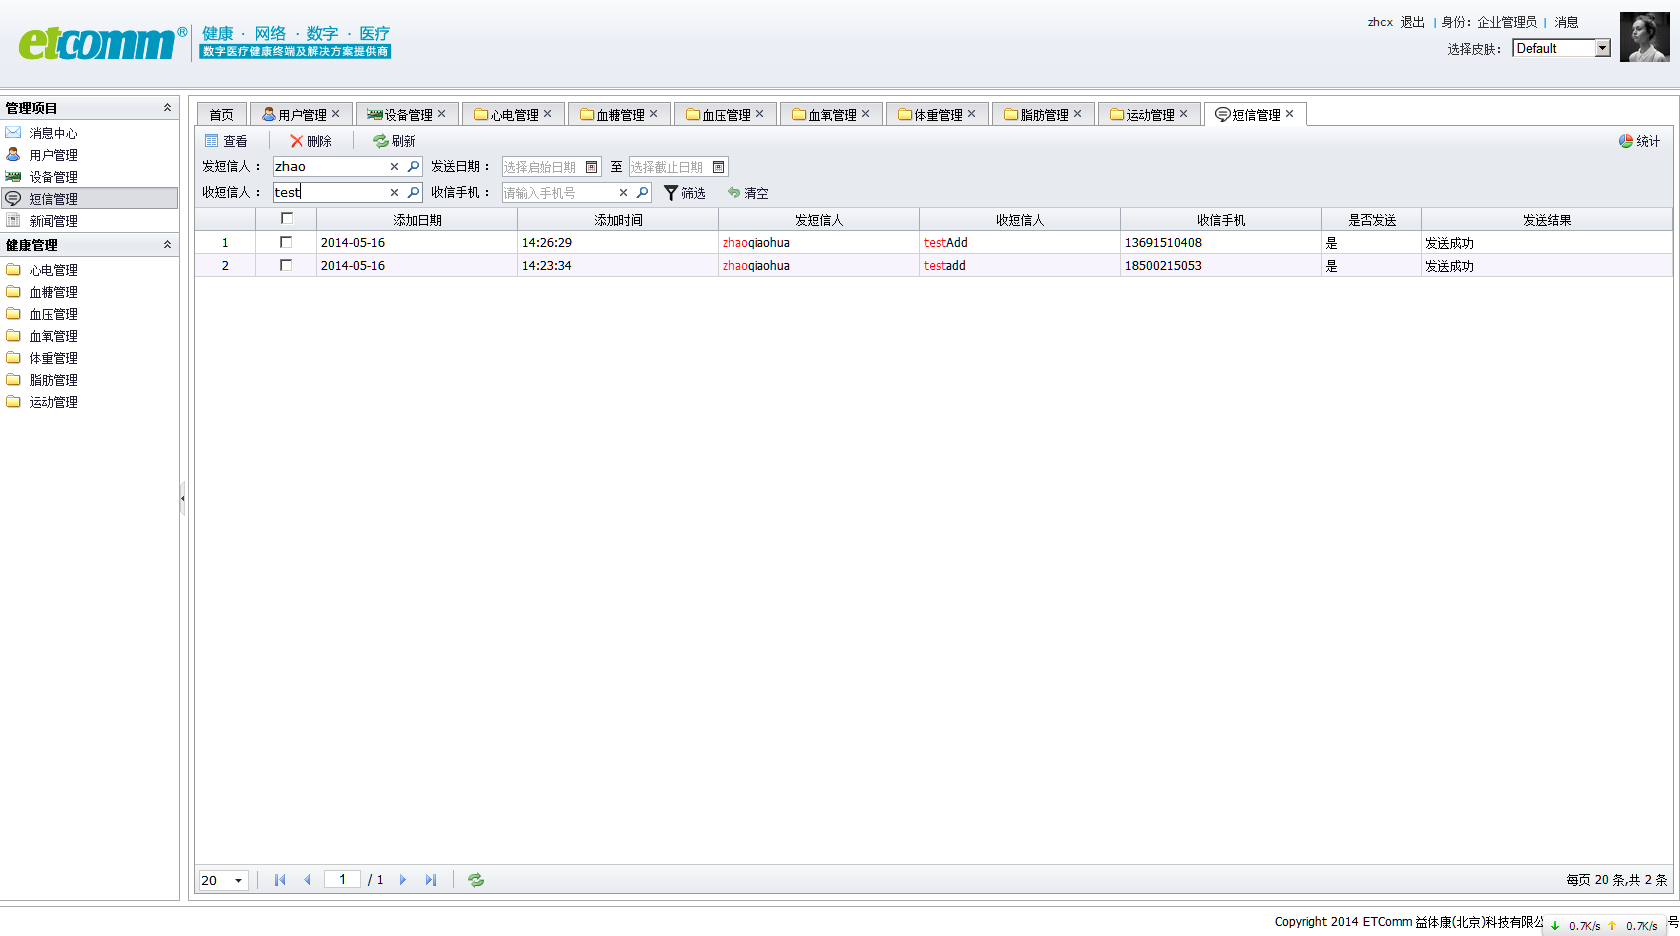 etcomm®
健康 · 网络 · 数字 · 医疗
数字医疗健康终端及解决方案提供商
zhcx 退出 | 身份: 企业管理员 | 消息
选择皮肤: Default
管理项目
消息中心
用户管理
设备管理
短信管理
新闻管理
健康管理
心电管理
血糖管理
血压管理
血氧管理
体重管理
脂肪管理
运动管理
首页 用户管理 设备管理 心电管理 血糖管理 血压管理 血氧管理 体重管理 脂肪管理 运动管理 短信管理
查看 删除 刷新 统计
发短信人: zhao 发送日期: 选择启始日期 至 选择截止日期
收短信人: test 收信手机: 请输入手机号 筛选 清空
添加日期 添加时间 发短信人 收短信人 收信手机 是否发送 发送结果
1 2014-05-16 14:26:29 zhaoqiaohua testAdd 13691510408 是 发送成功
2 2014-05-16 14:23:34 zhaoqiaohua testadd 18500215053 是 发送成功
20 1 / 1 每页 20 条,共 2 条
Copyright 2014 ETComm 益体康(北京)科技有限公 号
0.7K/s 0.7K/s